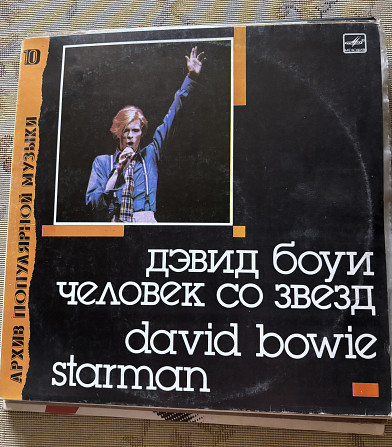 10
АРХИВ ПОПУЛЯРНОЙ МУЗЫКИ
дэвид боуи
человек со звезд
david bowie
starman